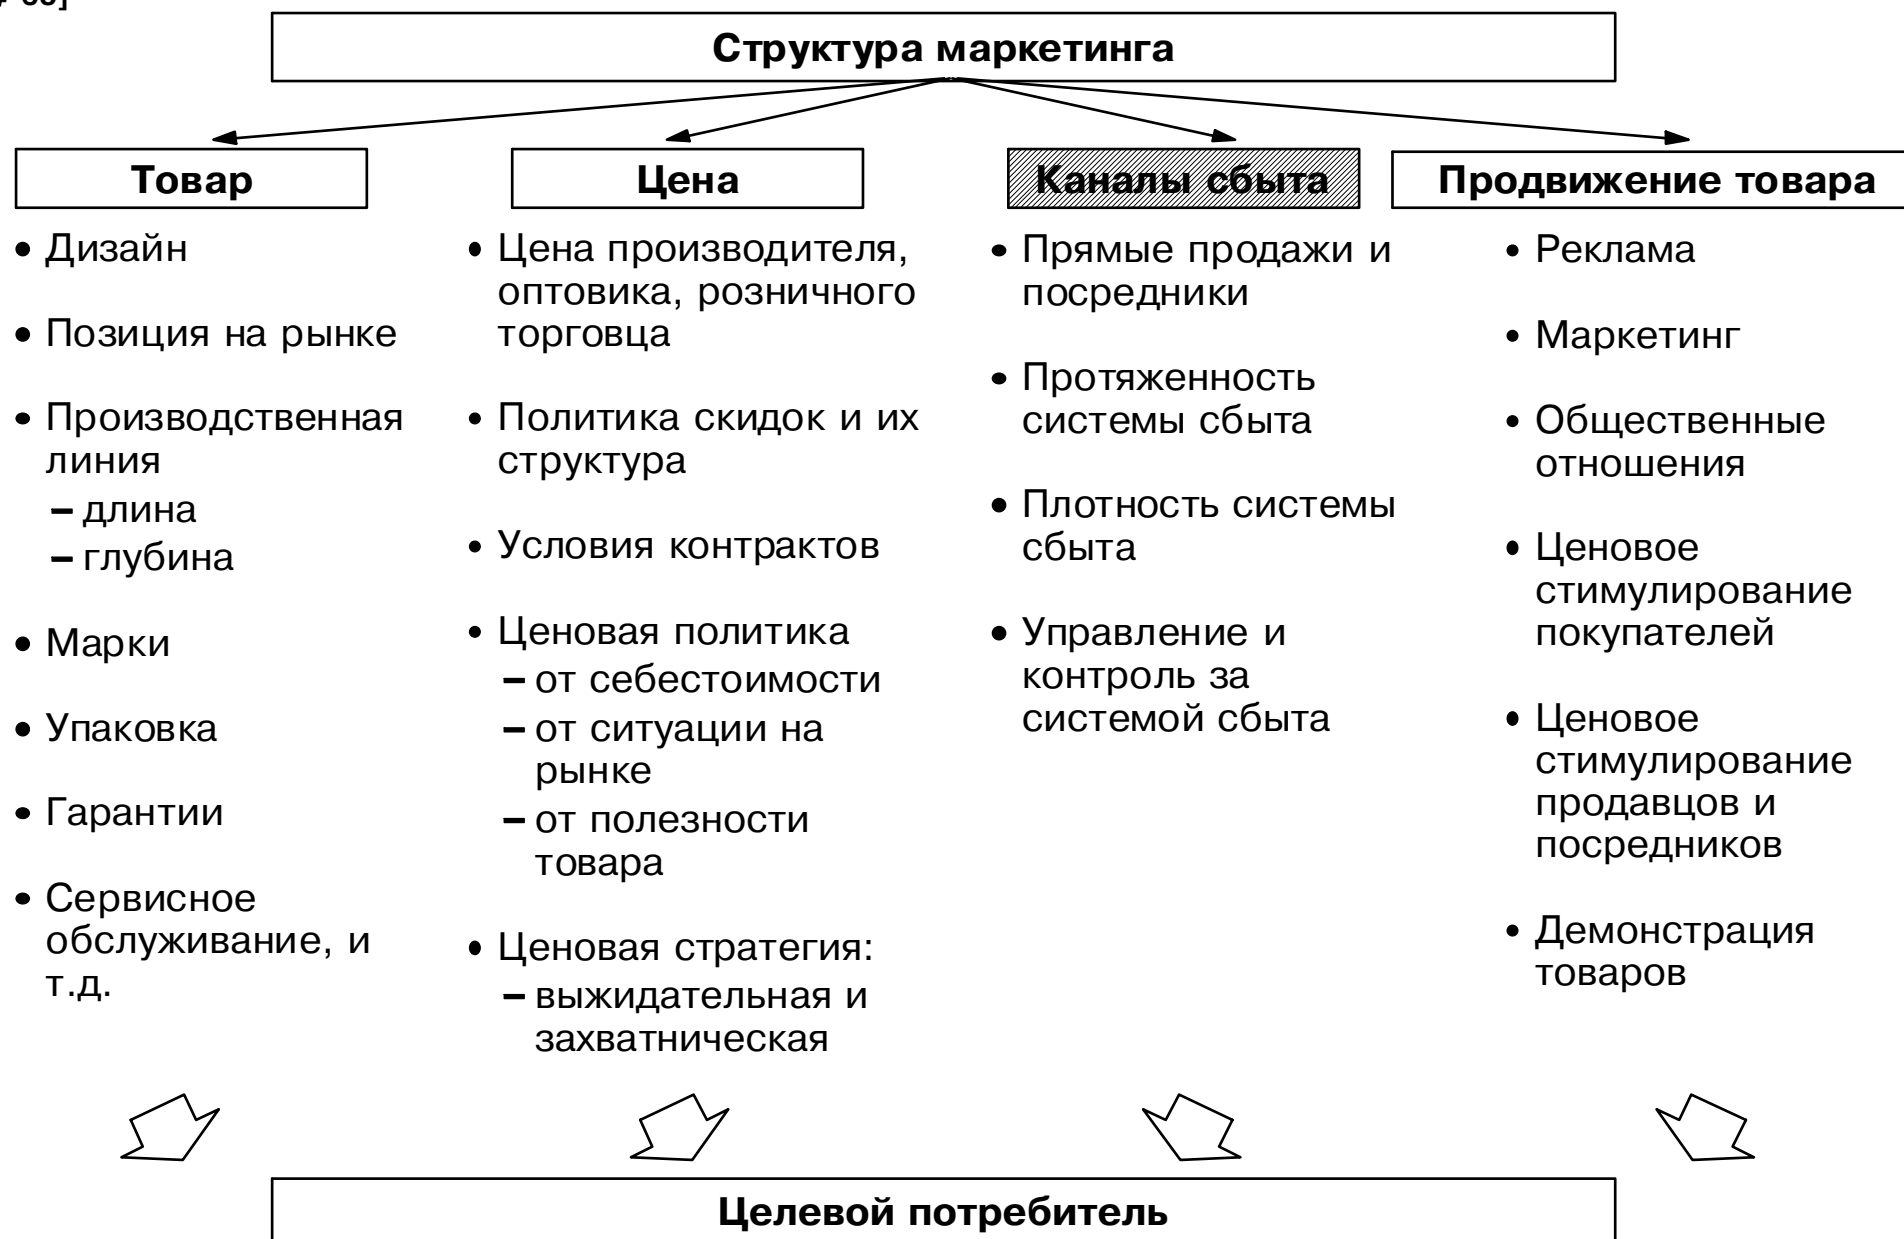 Структура маркетинга
Товар
• Дизайн
• Позиция на рынке
• Производственная
линия
– длина
– глубина
• Марки
• Упаковка
• Гарантии
• Сервисное
обслуживание, и
т.д.
Цена
• Цена производителя,
оптовика, розничного
торговца
• Политика скидок и их
структура
• Условия контрактов
• Ценовая политика
– от себестоимости
– от ситуации на
рынке
– от полезности
товара
• Ценовая стратегия:
– выжидательная и
захватническая
Каналы сбыта
• Прямые продажи и
посредники
• Протяженность
системы сбыта
• Плотность системы
сбыта
• Управление и
контроль за
системой сбыта
Продвижение товара
• Реклама
• Маркетинг
• Общественные
отношения
• Ценовое
стимулирование
покупателей
• Ценовое
стимулирование
продавцов и
посредников
• Демонстрация
товаров
Целевой потребитель